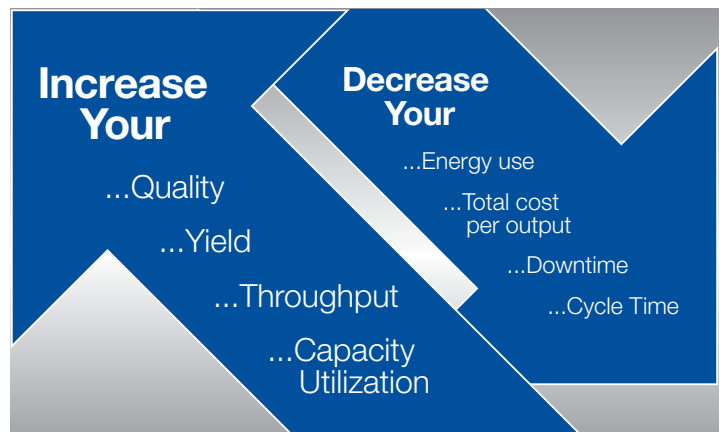 Increase
Your
...Quality
...Yield
...Throughput
...Capacity
Utilization
Decrease
Your
...Energy use
...Total cost
per output
...Downtime
...Cycle Time